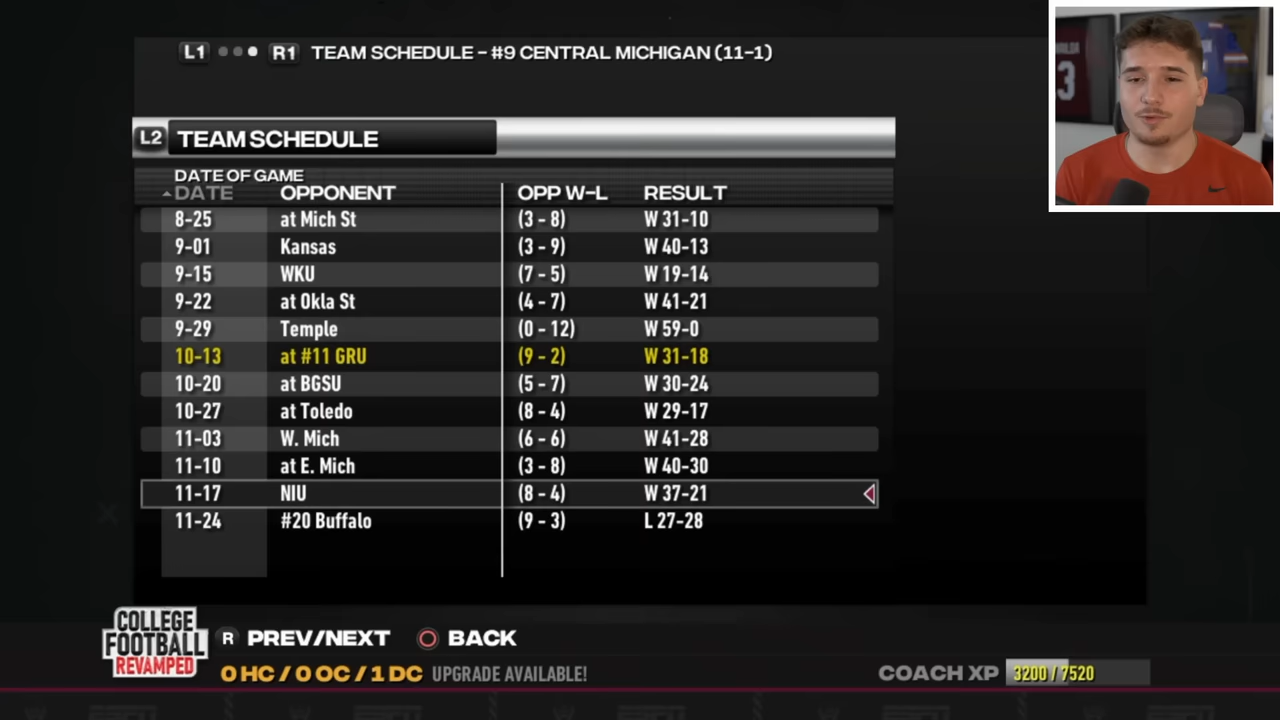 L1 R1 TEAM SCHEDULE - #9 CENTRAL MICHIGAN (11-1)
3
L2 TEAM SCHEDULE
DATE OF GAME
DATE OPPONENT OPP W-L RESULT
8-25 at Mich St (3 - 8) W 31-10
9-01 Kansas (3 - 9) W 40-13
9-15 WKU (7 - 5) W 19-14
9-22 at Okla St (4 - 7) W 41-21
9-29 Temple (0 - 12) W 59-0
10-13 at #11 GRU (9 - 2) W 31-18
10-20 at BGSU (5 - 7) W 30-24
10-27 at Toledo (8 - 4) W 29-17
11-03 W. Mich (6 - 6) W 41-28
11-10 at E. Mich (3 - 8) W 40-30
11-17 NIU (8 - 4) W 37-21
11-24 #20 Buffalo (9 - 3) L 27-28
COLLEGE
FOOTBALL
REVAMPED
R PREV/NEXT BACK
0 HC / 0 OC / 1 DC UPGRADE AVAILABLE! COACH XP 3200 / 7520